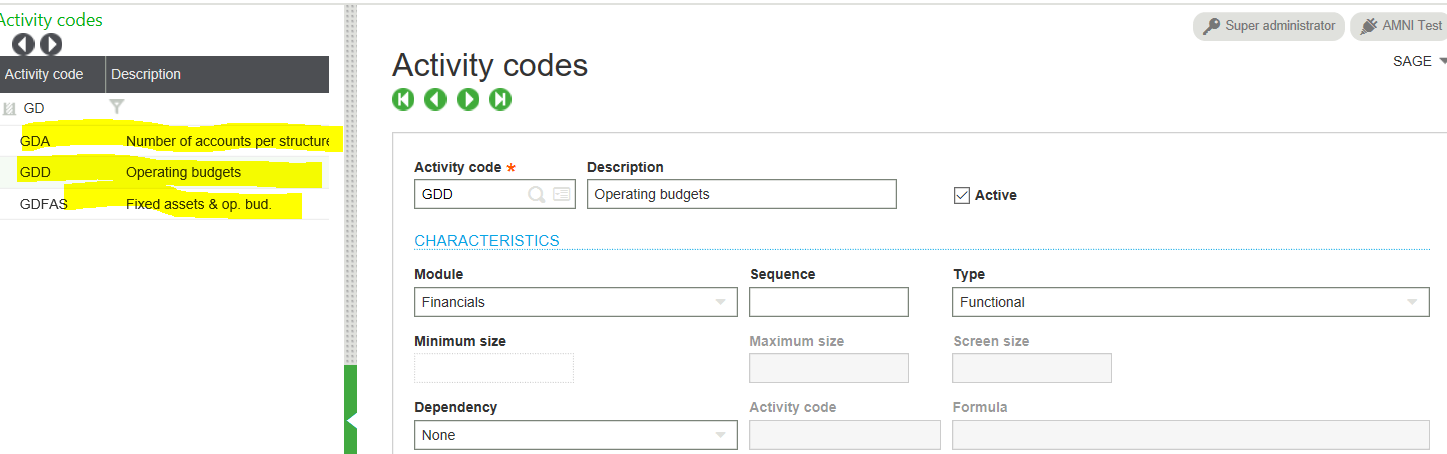 Activity codes
Activity code Description
GD
GDA Number of accounts per structure
GDD Operating budgets
GDFAS Fixed assets & op. bud.
Super administrator AMNI Test
SAGE
Activity codes
Activity code * Description
GDD Operating budgets Active
CHARACTERISTICS
Module Sequence Type
Financials Functional
Minimum size Maximum size Screen size
Dependency Activity code Formula
None